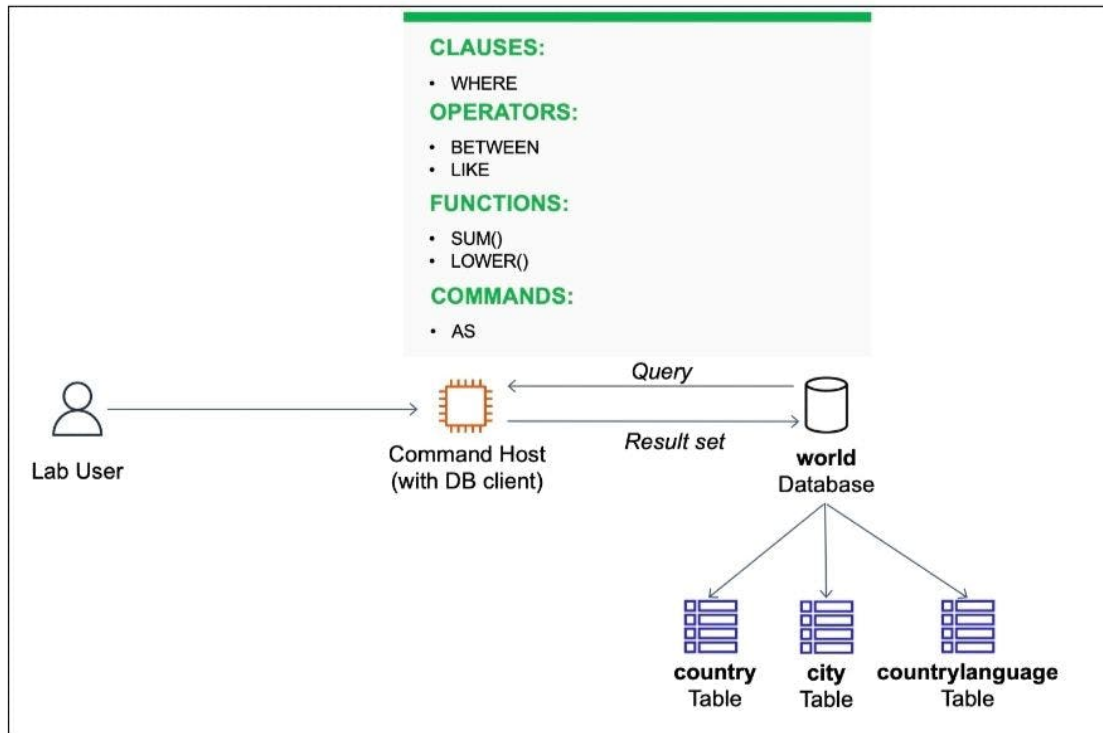 CLAUSES:
• WHERE
OPERATORS:
• BETWEEN
• LIKE
FUNCTIONS:
• SUM()
• LOWER()
COMMANDS:
• AS
Query
Result set
Lab User
Command Host
(with DB client)
world
Database
country
Table
city
Table
countrylanguage
Table